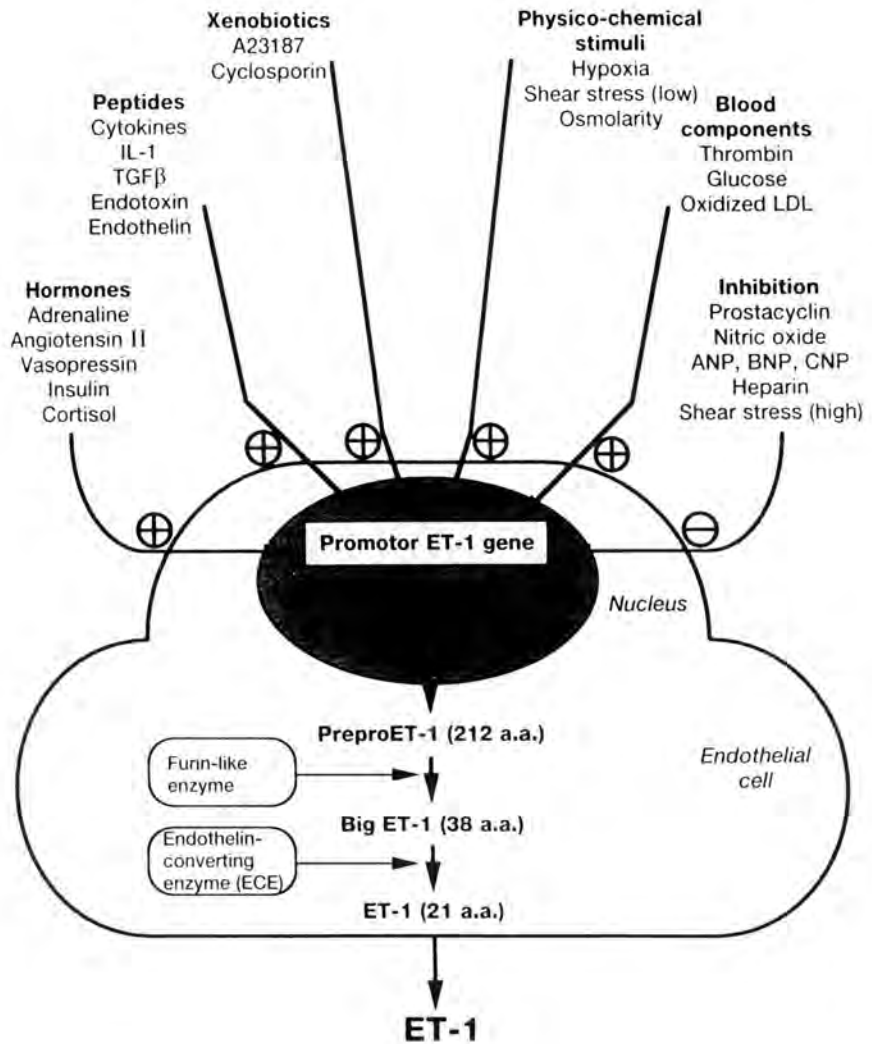 Xenobiotics
A23187
Cyclosporin
Physico-chemical
stimuli
Hypoxia
Shear stress (low)
Osmolarity
Peptides
Cytokines
IL-1
TGFβ
Endotoxin
Endothelin
Blood
components
Thrombin
Glucose
Oxidized LDL
Hormones
Adrenaline
Angiotensin II
Vasopressin
Insulin
Cortisol
Inhibition
Prostacyclin
Nitric oxide
ANP, BNP, CNP
Heparin
Shear stress (high)
Promotor ET-1 gene
Nucleus
PreproET-1 (212 a.a.)
Furin-like
enzyme
Endothelial
cell
Big ET-1 (38 a.a.)
Endothelin-
converting
enzyme (ECE)
ET-1 (21 a.a.)
ET-1